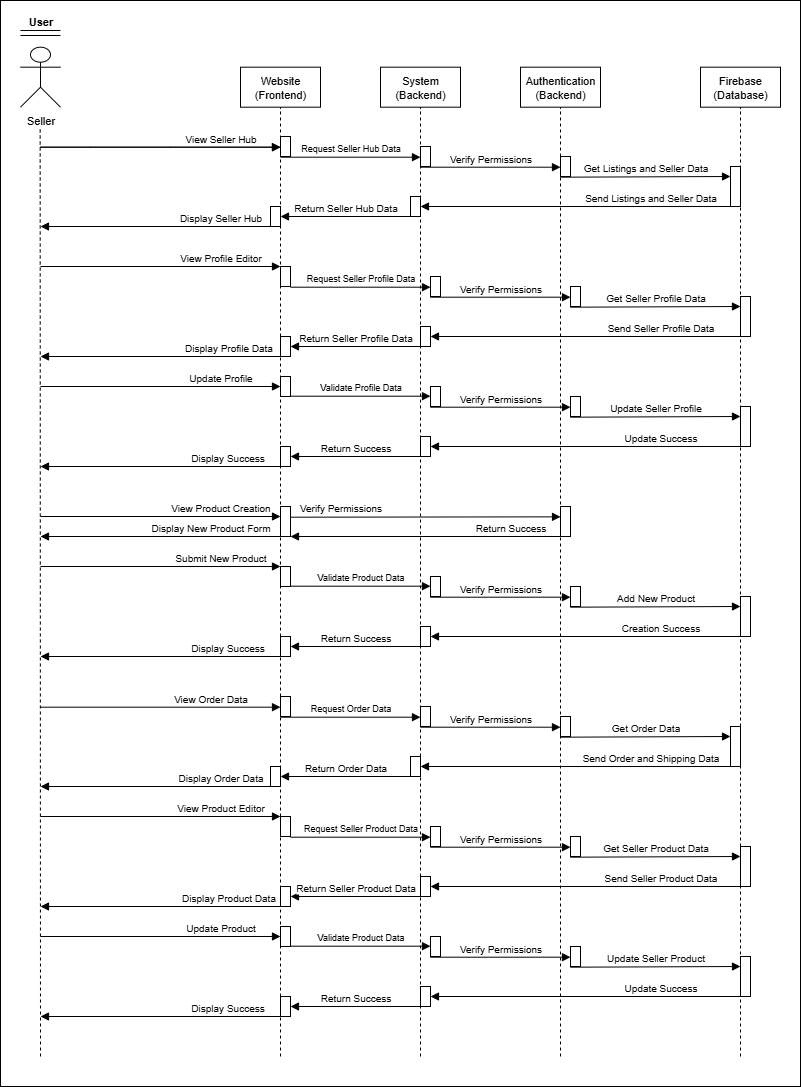 User
Seller
Website
(Frontend)
System
(Backend)
Authentication
(Backend)
Firebase
(Database)
View Seller Hub
Request Seller Hub Data
Verify Permissions
Get Listings and Seller Data
Send Listings and Seller Data
Return Seller Hub Data
Display Seller Hub
View Profile Editor
Request Seller Profile Data
Verify Permissions
Get Seller Profile Data
Send Seller Profile Data
Return Seller Profile Data
Display Profile Data
Update Profile
Validate Profile Data
Verify Permissions
Update Seller Profile
Update Success
Return Success
Display Success
View Product Creation
Verify Permissions
Display New Product Form
Return Success
Submit New Product
Validate Product Data
Verify Permissions
Add New Product
Creation Success
Return Success
Display Success
View Order Data
Request Order Data
Verify Permissions
Get Order Data
Send Order and Shipping Data
Return Order Data
Display Order Data
View Product Editor
Request Seller Product Data
Verify Permissions
Get Seller Product Data
Send Seller Product Data
Return Seller Product Data
Display Product Data
Update Product
Validate Product Data
Verify Permissions
Update Seller Product
Update Success
Return Success
Display Success